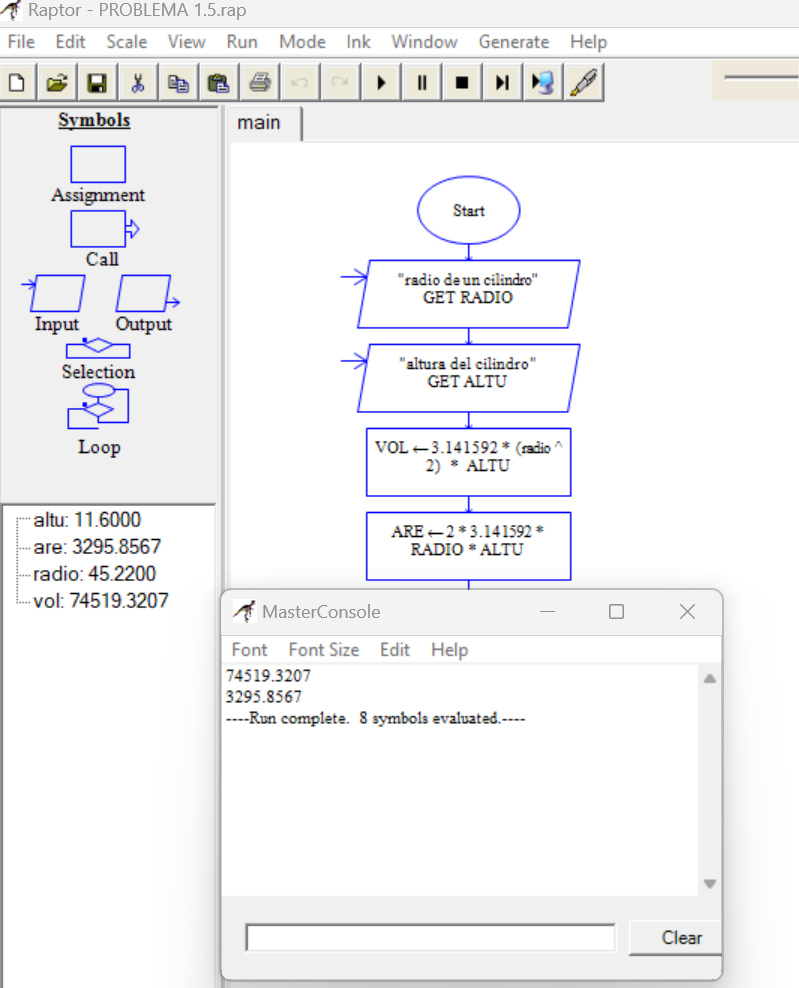 Raptor - PROBLEMA 1.5.rap
File Edit Scale View Run Mode Ink Window Generate Help
Symbols
Assignment
Call
Input Output
Selection
Loop
altu: 11.6000
are: 3295.8567
radio: 45.2200
vol: 74519.3207
main
Start
"radio de un cilindro"
GET RADIO
"altura del cilindro"
GET ALTU
VOL ← 3.141592 * (radio ^
2) * ALTU
ARE ← 2 * 3.141592 *
RADIO * ALTU
MasterConsole
Font Font Size Edit Help
74519.3207
3295.8567
----Run complete. 8 symbols evaluated.----
Clear